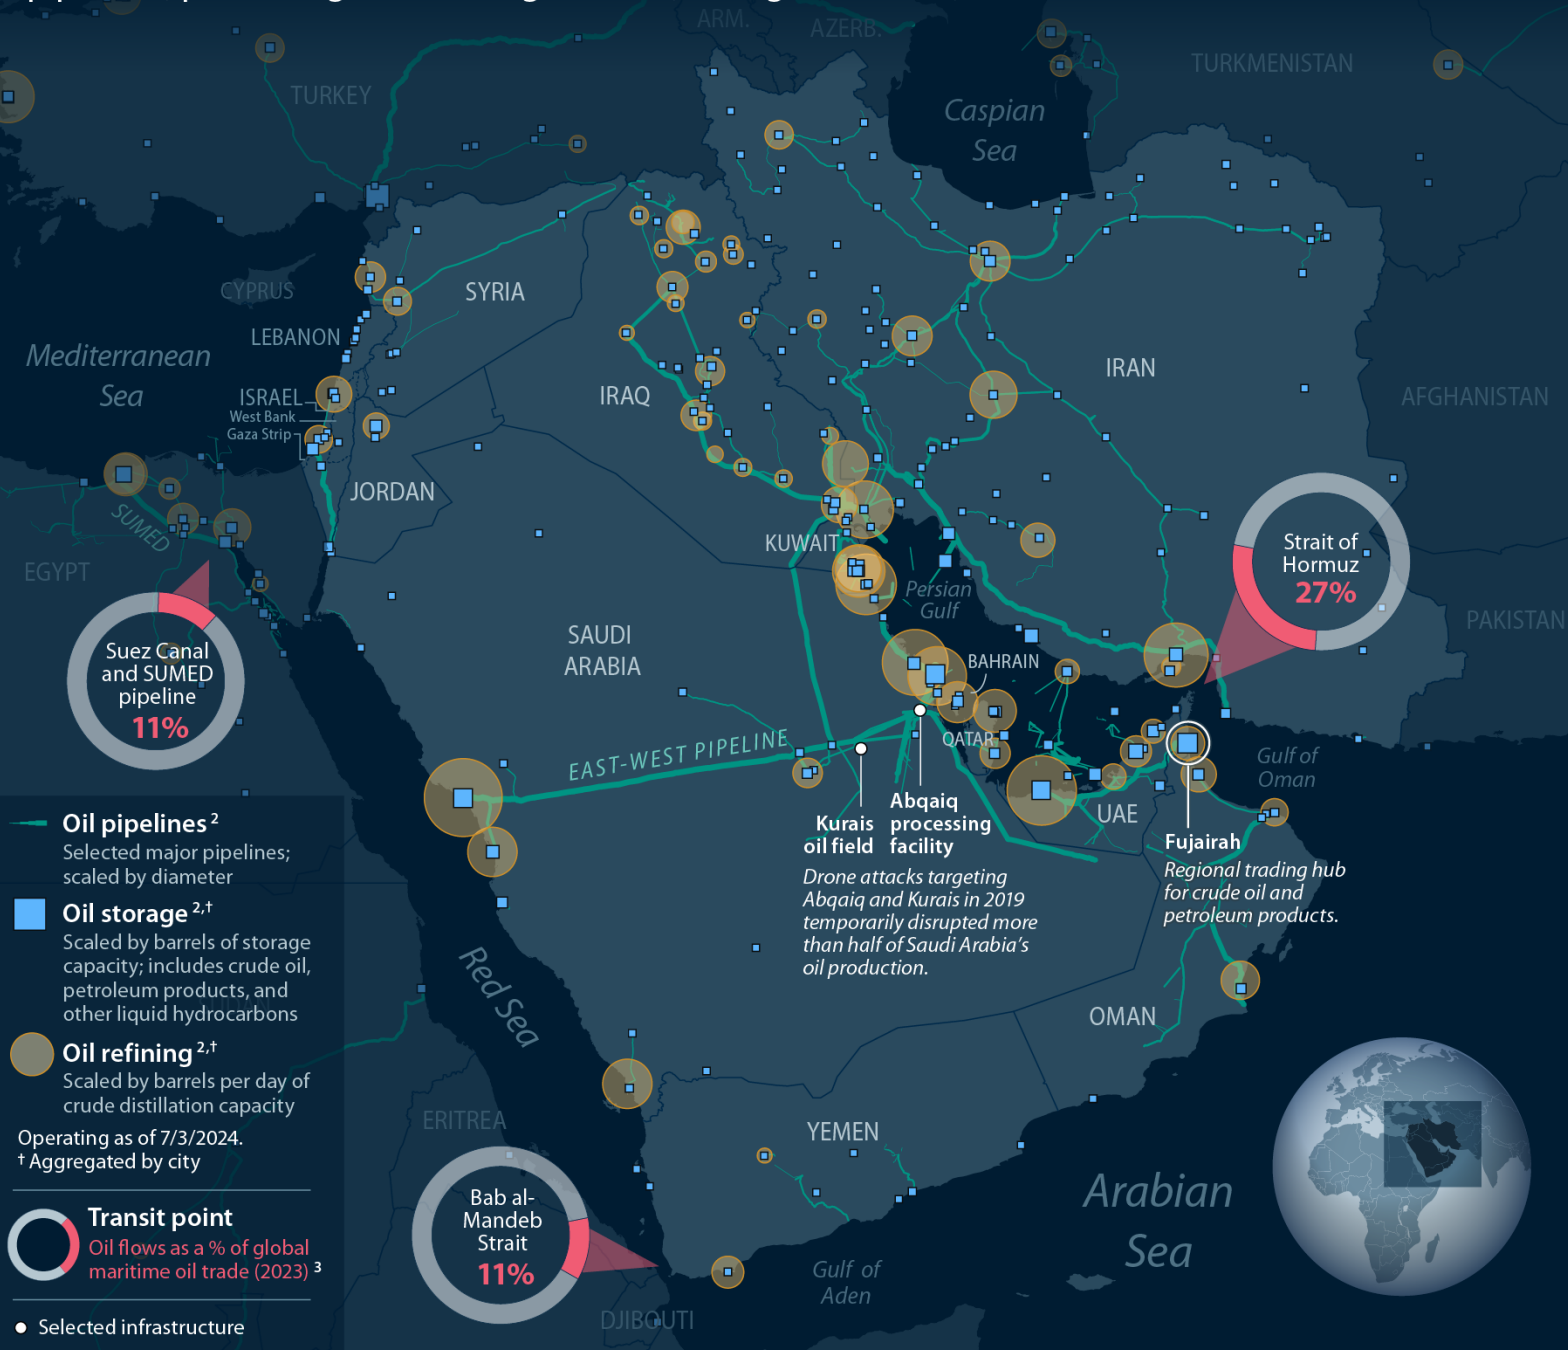 ARM.
AZERB.
TURKMENISTAN
TURKEY
Caspian
Sea
CYPRUS
SYRIA
LEBANON
Mediterranean
Sea
ISRAEL
West Bank
Gaza Strip
IRAQ
IRAN
AFGHANISTAN
JORDAN
SUMED
EGYPT
KUWAIT
Persian
Gulf
Strait of
Hormuz
27%
PAKISTAN
Suez Canal
and SUMED
pipeline
11%
SAUDI
ARABIA
BAHRAIN
QATAR
EAST-WEST PIPELINE
Gulf of
Oman
UAE
Kurais
oil field
Abqaiq
processing
facility
Drone attacks targeting
Abqaiq and Kurais in 2019
temporarily disrupted more
than half of Saudi Arabia's
oil production.
Fujairah
Regional trading hub
for crude oil and
petroleum products.
Oil pipelines 2
Selected major pipelines;
scaled by diameter
Oil storage 2,†
Scaled by barrels of storage
capacity; includes crude oil,
petroleum products, and
other liquid hydrocarbons
Oil refining 2,†
Scaled by barrels per day of
crude distillation capacity
Operating as of 7/3/2024.
† Aggregated by city
Transit point
Oil flows as a % of global
maritime oil trade (2023) 3
Selected infrastructure
Red Sea
OMAN
ERITREA
YEMEN
Bab al-
Mandeb
Strait
11%
Arabian
Sea
Gulf of
Aden
DJIBOUTI